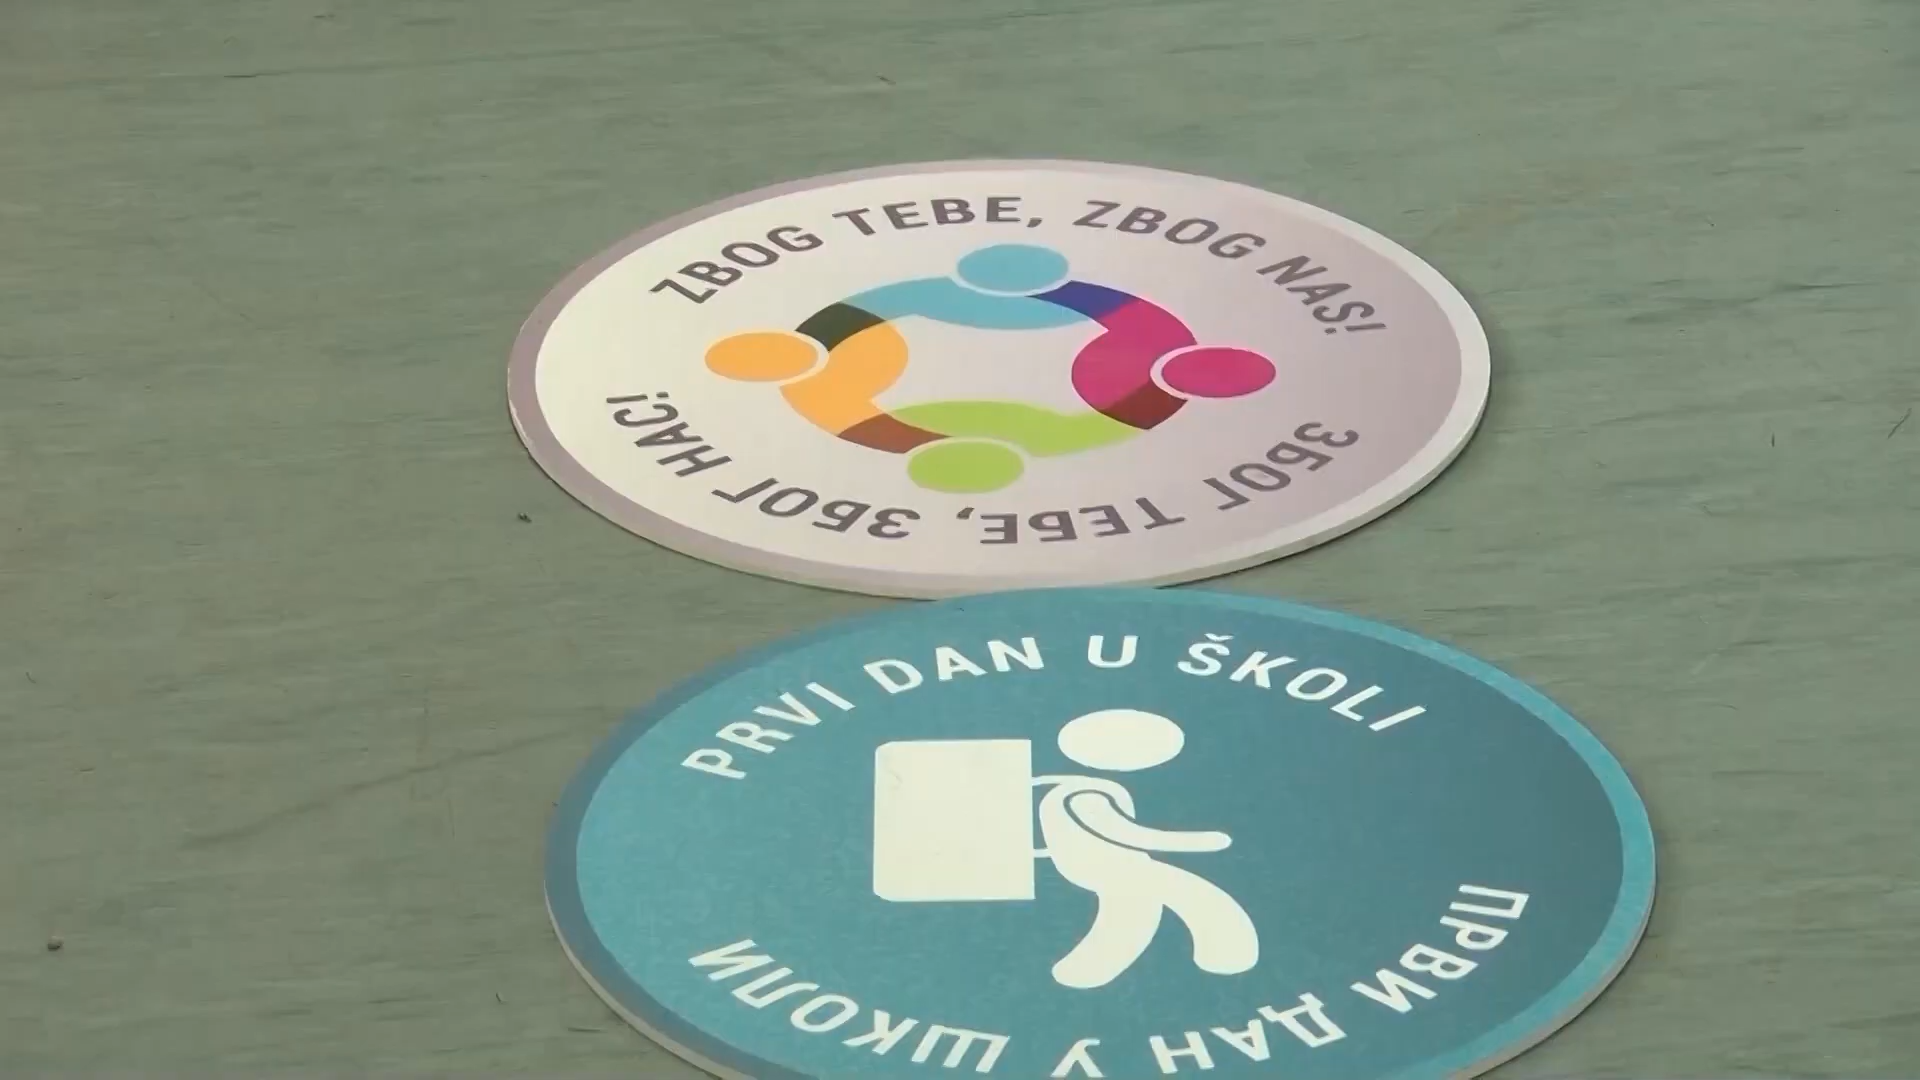 ZBOG TEBE, ZBOG NAS!
ЗБОГ ТЕБЕ, ЗБОГ НАС!
PRVI DAN U ŠKOLI
ПРВИ ДАН У ШКОЛИ